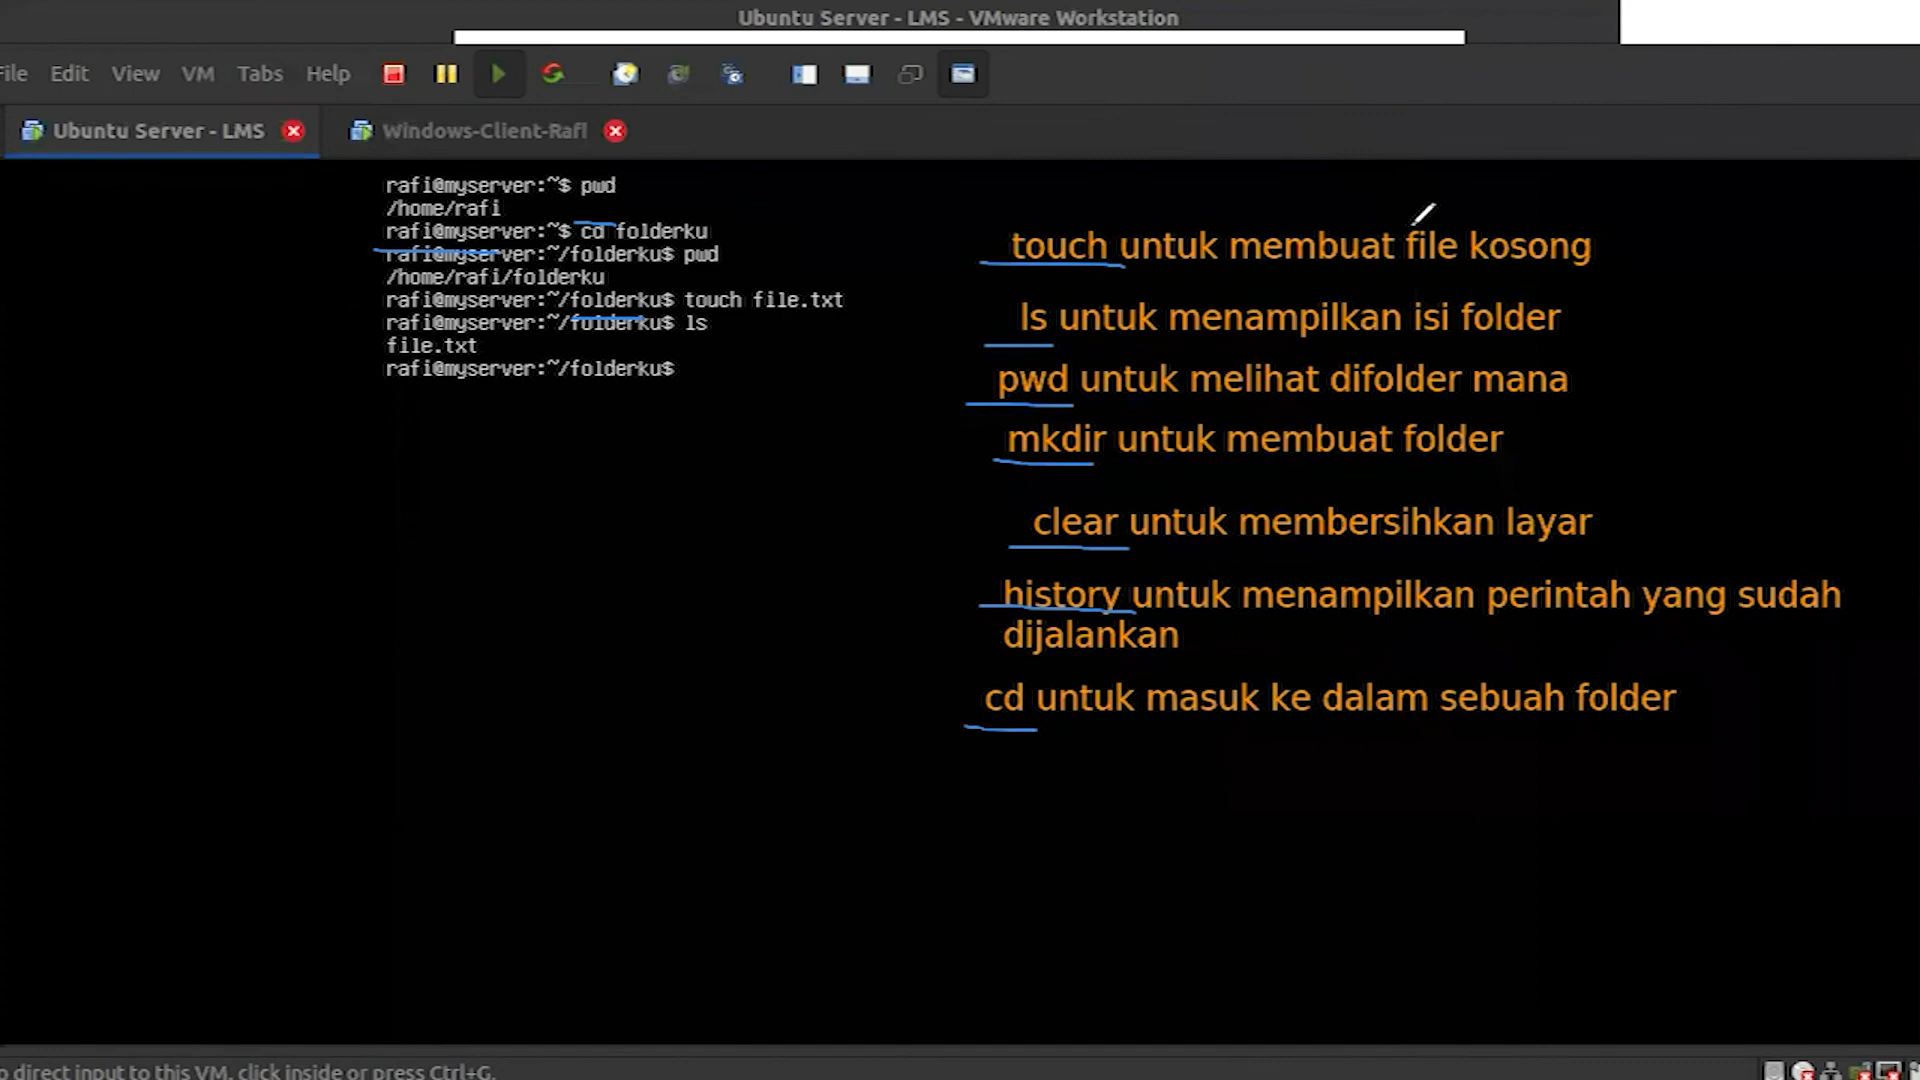 Ubuntu Server - LMS - VMware Workstation
File Edit View VM Tabs Help
Ubuntu Server - LMS Windows-Client-Rafi
rafi@myserver:~$ pwd
/home/rafi
rafi@myserver:~$ cd folderku
rafi@myserver:~/folderku$ pwd
/home/rafi/folderku
rafi@myserver:~/folderku$ touch file.txt
rafi@myserver:~/folderku$ ls
file.txt
rafi@myserver:~/folderku$
touch untuk membuat file kosong
ls untuk menampilkan isi folder
pwd untuk melihat difolder mana
mkdir untuk membuat folder
clear untuk membersihkan layar
history untuk menampilkan perintah yang sudah
dijalankan
cd untuk masuk ke dalam sebuah folder
o direct input to this VM, click inside or press Ctrl+G.